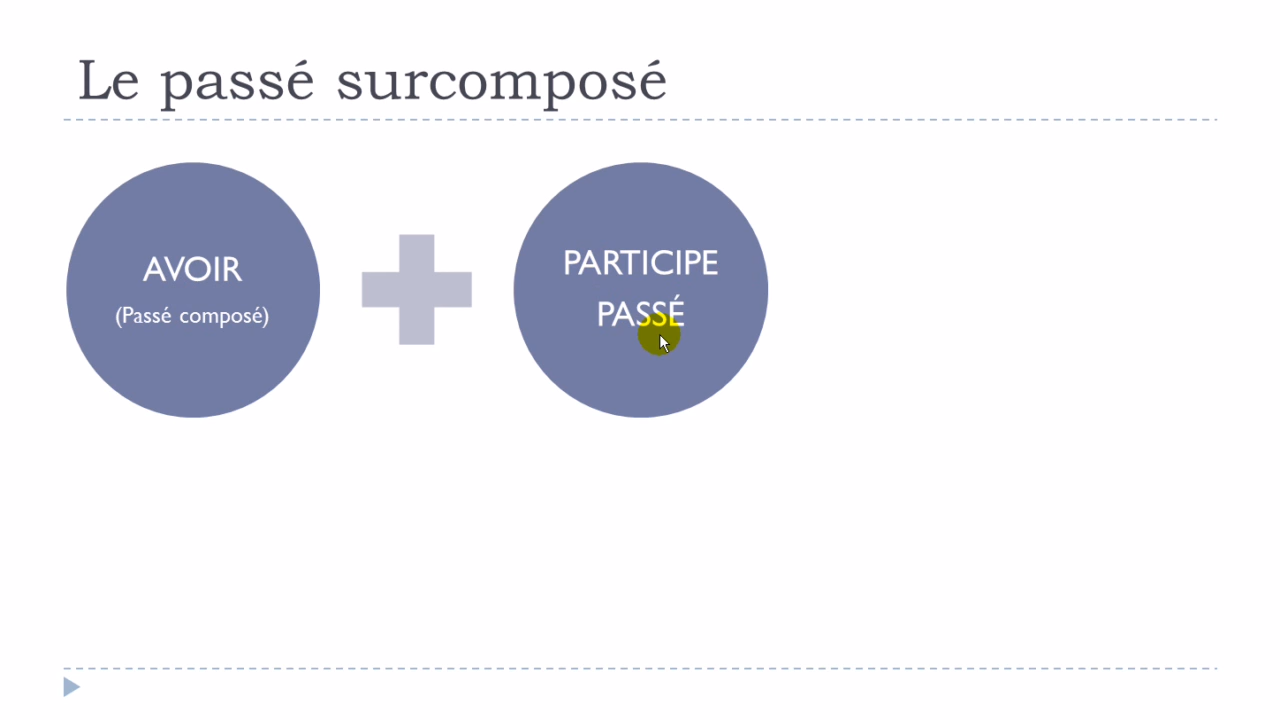 Le passé surcomposé
AVOIR
(Passé composé)
PARTICIPE
PASSÉ